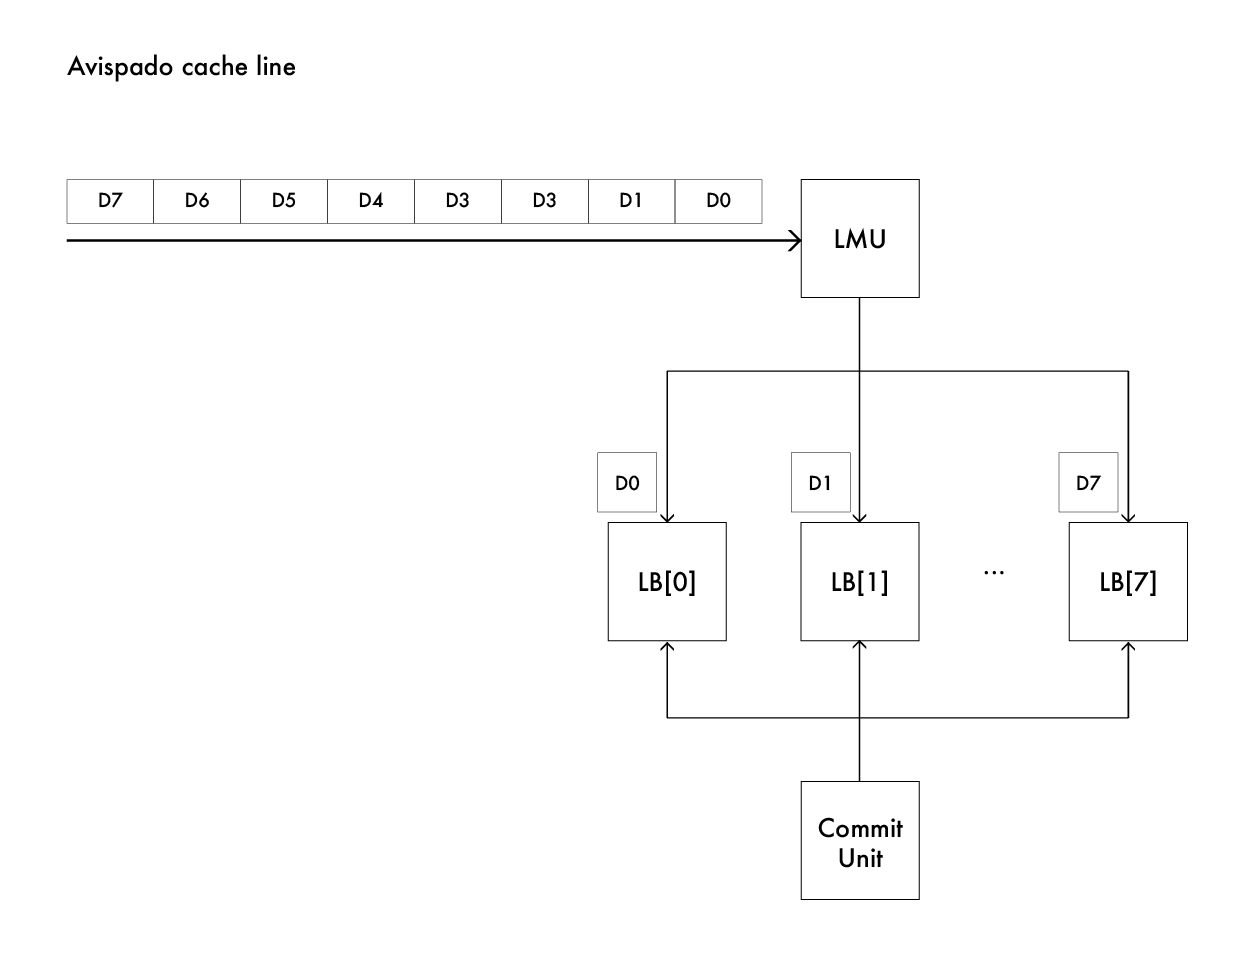 Avispado cache line
D7 D6 D5 D4 D3 D3 D1 D0
LMU
D0 D1 D7
LB[0] LB[1] ... LB[7]
Commit
Unit